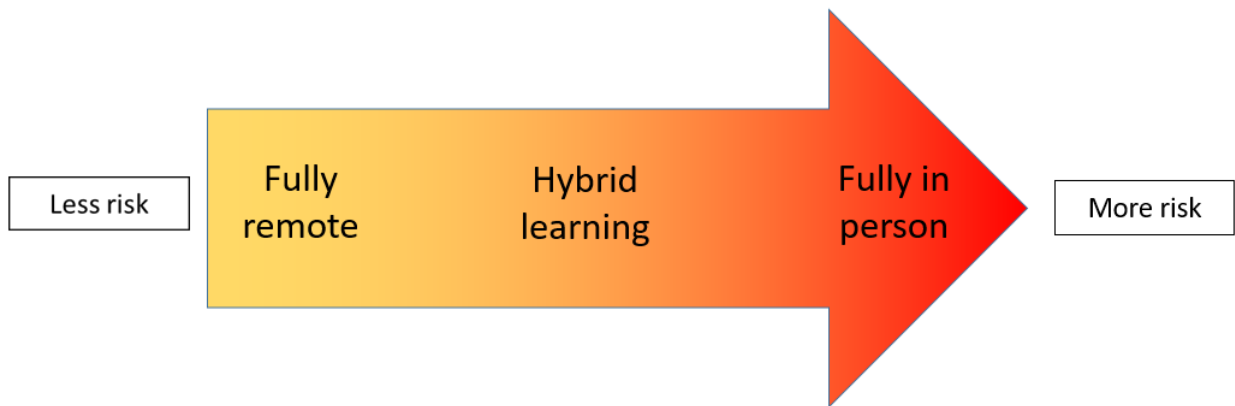 Less risk
Fully
remote
Hybrid
learning
Fully in
person
More risk